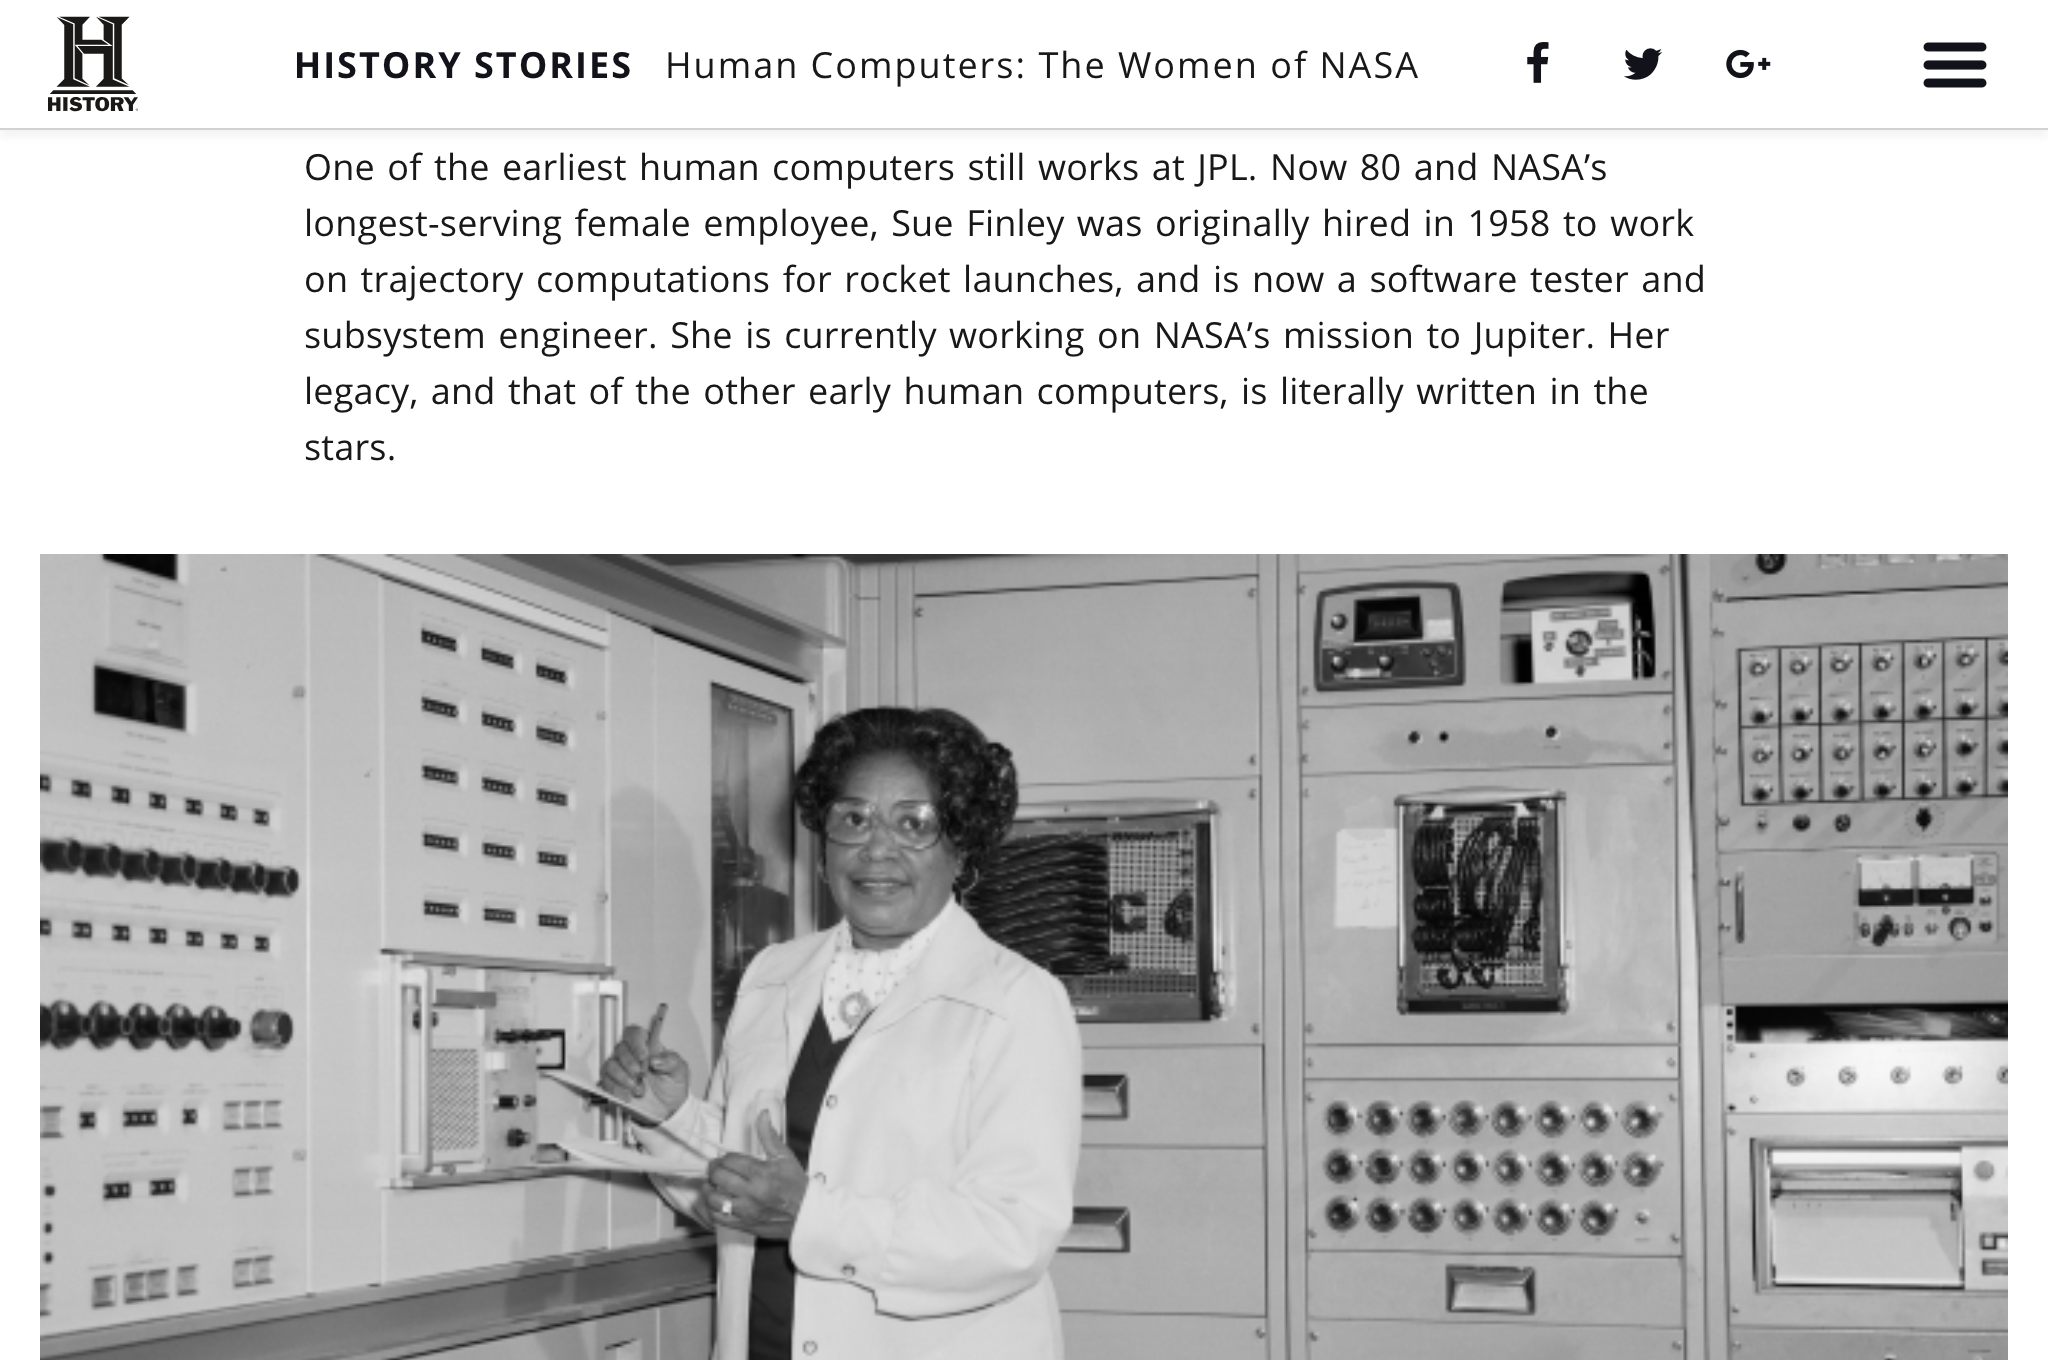 HISTORY
HISTORY STORIES Human Computers: The Women of NASA
One of the earliest human computers still works at JPL. Now 80 and NASA’s
longest-serving female employee, Sue Finley was originally hired in 1958 to work
on trajectory computations for rocket launches, and is now a software tester and
subsystem engineer. She is currently working on NASA’s mission to Jupiter. Her
legacy, and that of the other early human computers, is literally written in the
stars.